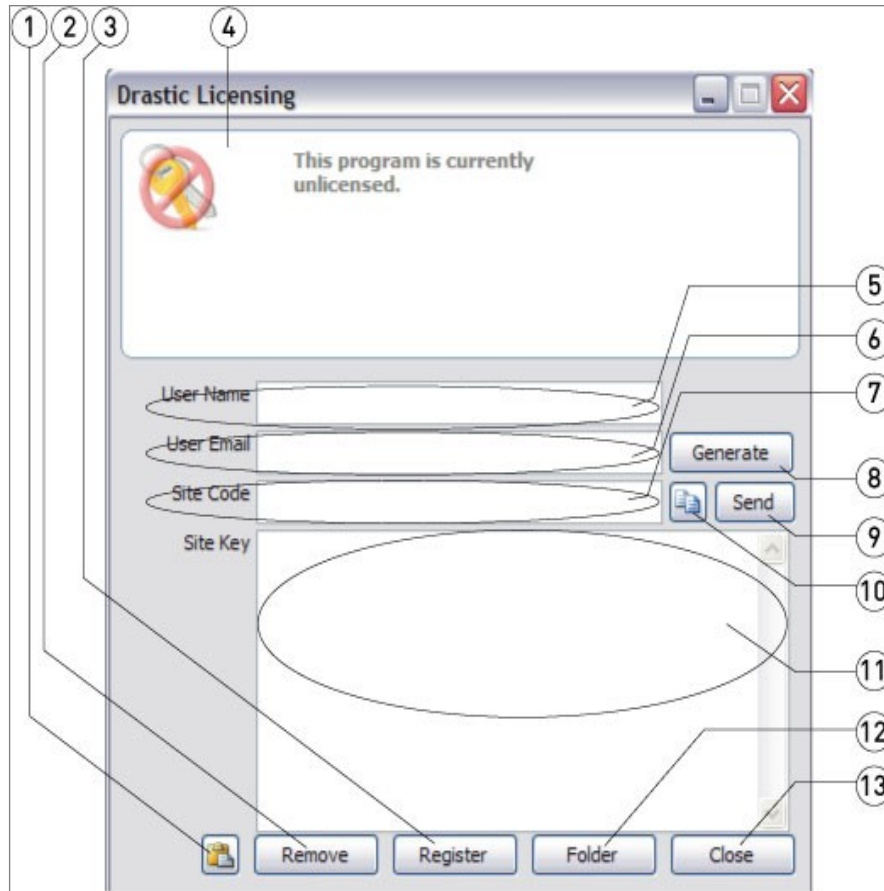 1 2 3 4
Drastic Licensing
This program is currently
unlicensed.
5
6
User Name
7
User Email
Generate
8
Site Code
Send
9
Site Key
10
11
12
13
Remove Register Folder Close